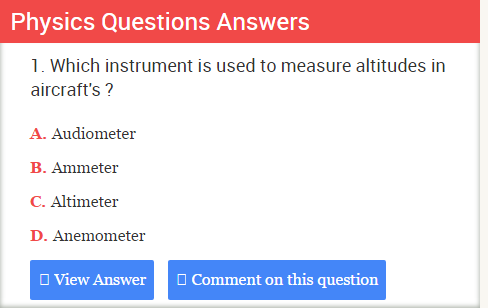 Physics Questions Answers
1. Which instrument is used to measure altitudes in
aircraft's ?
A. Audiometer
B. Ammeter
C. Altimeter
D. Anemometer
View Answer
Comment on this question